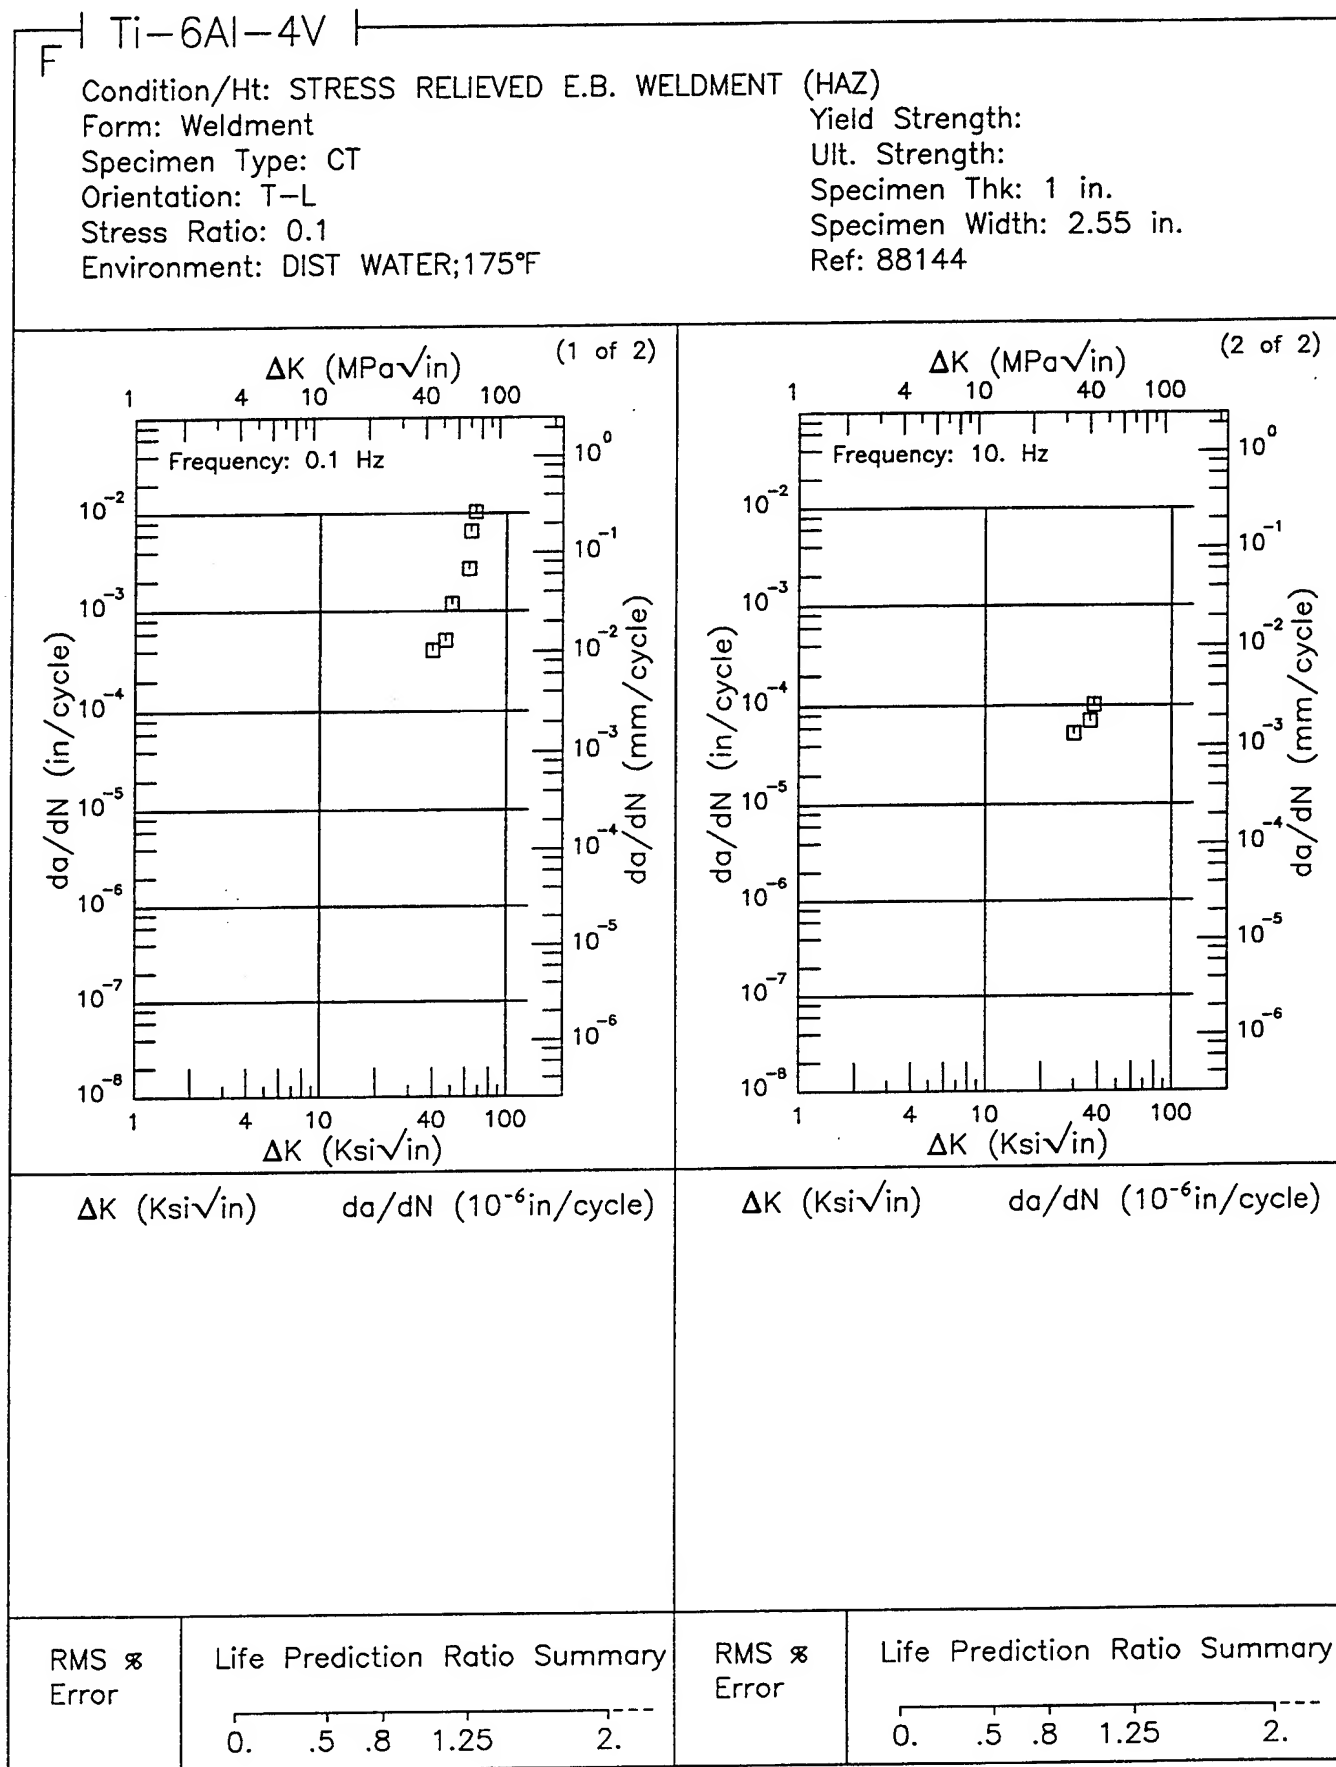 Ti-6Al-4V
F
Condition/Ht: STRESS RELIEVED E.B. WELDMENT (HAZ)
Form: Weldment
Specimen Type: CT
Orientation: T-L
Stress Ratio: 0.1
Environment: DIST WATER;175°F
Yield Strength:
Ult. Strength:
Specimen Thk: 1 in.
Specimen Width: 2.55 in.
Ref: 88144
(1 of 2)
ΔK (MPa√in)
1 4 10 40 100
Frequency: 0.1 Hz
da/dN (in/cycle)
10⁻²
10⁻³
10⁻⁴
10⁻⁵
10⁻⁶
10⁻⁷
10⁻⁸
10⁰
10⁻¹
10⁻²
10⁻³
10⁻⁴
10⁻⁵
10⁻⁶
da/dN (mm/cycle)
1 4 10 40 100
ΔK (Ksi√in)
(2 of 2)
ΔK (MPa√in)
1 4 10 40 100
Frequency: 10. Hz
da/dN (in/cycle)
10⁻²
10⁻³
10⁻⁴
10⁻⁵
10⁻⁶
10⁻⁷
10⁻⁸
10⁰
10⁻¹
10⁻²
10⁻³
10⁻⁴
10⁻⁵
10⁻⁶
da/dN (mm/cycle)
1 4 10 40 100
ΔK (Ksi√in)
ΔK (Ksi√in) da/dN (10⁻⁶in/cycle)
ΔK (Ksi√in) da/dN (10⁻⁶in/cycle)
RMS %
Error
Life Prediction Ratio Summary
0. .5 .8 1.25 2.
RMS %
Error
Life Prediction Ratio Summary
0. .5 .8 1.25 2.